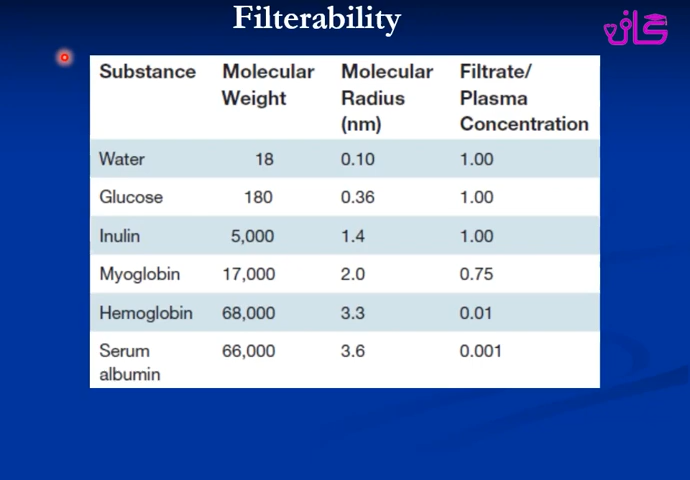 Filterability
Substance Molecular Weight Molecular Radius (nm) Filtrate/ Plasma Concentration
Water 18 0.10 1.00
Glucose 180 0.36 1.00
Inulin 5,000 1.4 1.00
Myoglobin 17,000 2.0 0.75
Hemoglobin 68,000 3.3 0.01
Serum albumin 66,000 3.6 0.001